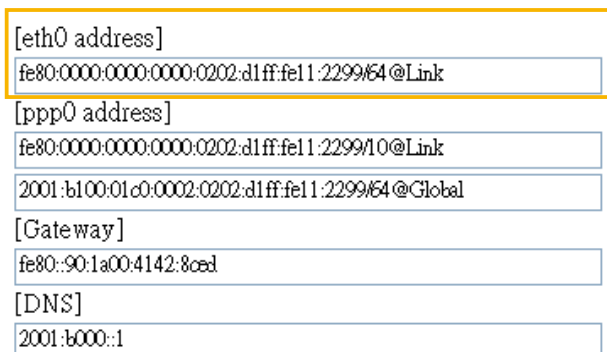 [eth0 address]
fe80:0000:0000:0000:0202:d1ff:fe11:2299/64@Link
[ppp0 address]
fe80:0000:0000:0000:0202:d1ff:fe11:2299/10@Link
2001:b100:01c0:0002:0202:d1ff:fe11:2299/64@Global
[Gateway]
fe80::90:1a00:4142:8ced
[DNS]
2001:b000::1